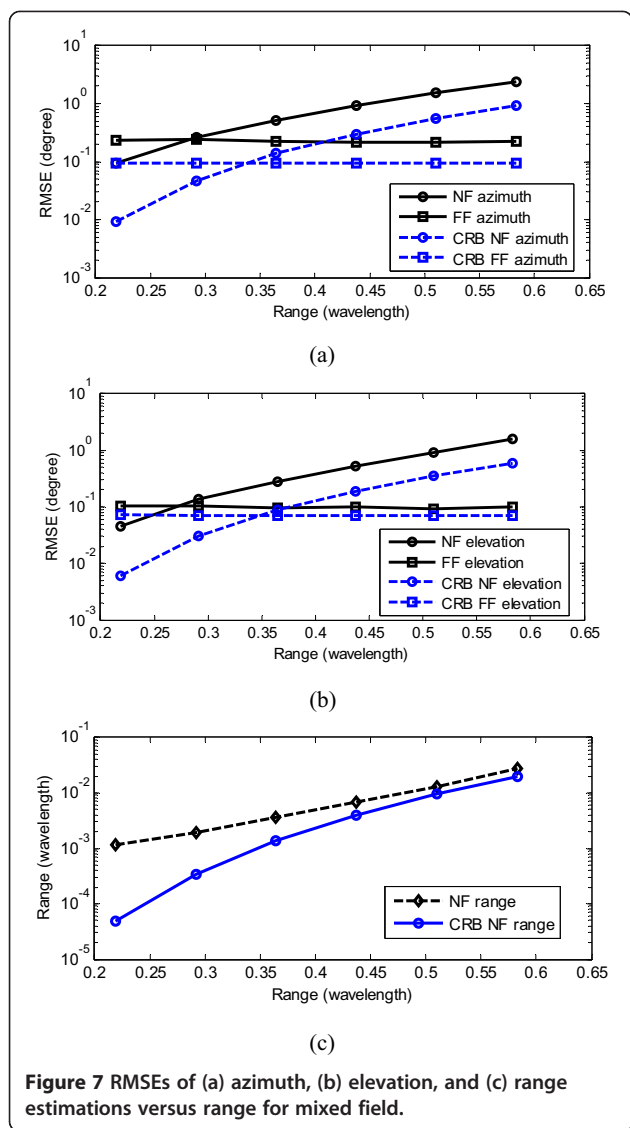 10^1
10^0
10^-1
10^-2
10^-3
RMSE (degree)
NF azimuth
FF azimuth
CRB NF azimuth
CRB FF azimuth
0.2 0.25 0.3 0.35 0.4 0.45 0.5 0.55 0.6 0.65
Range (wavelength)
(a)
10^1
10^0
10^-1
10^-2
10^-3
RMSE (degree)
NF elevation
FF elevation
CRB NF elevation
CRB FF elevation
0.2 0.25 0.3 0.35 0.4 0.45 0.5 0.55 0.6 0.65
Range (wavelength)
(b)
10^-1
10^-2
10^-3
10^-4
10^-5
Range (wavelength)
NF range
CRB NF range
0.2 0.25 0.3 0.35 0.4 0.45 0.5 0.55 0.6 0.65
Range (wavelength)
(c)
Figure 7 RMSEs of (a) azimuth, (b) elevation, and (c) range
estimations versus range for mixed field.